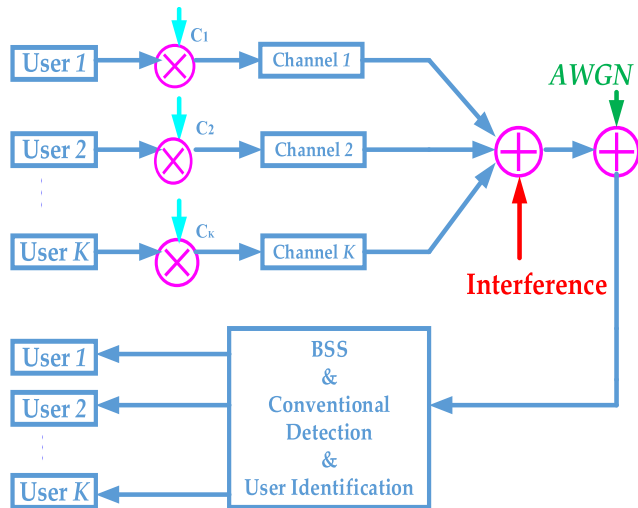 C1
User 1
Channel 1
AWGN
C2
User 2
Channel 2
CK
User K
Channel K
Interference
BSS
&
Conventional
Detection
&
User Identification
User 1
User 2
User K